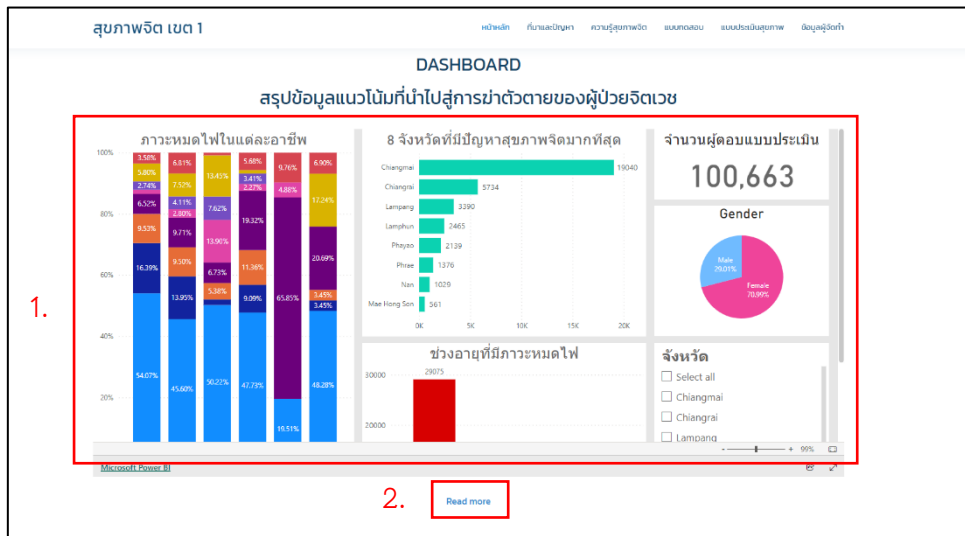 สุขภาพจิต เขต 1
หน้าหลัก ที่มาและปัญหา ความรู้สุขภาพจิต แบบทดสอบ แบบประเมินสุขภาพ ข้อมูลผู้จัดทำ
DASHBOARD
สรุปข้อมูลแนวโน้มที่นำไปสู่การฆ่าตัวตายของผู้ป่วยจิตเวช
1.
ภาวะหมดไฟในแต่ละอาชีพ
100%
80%
60%
40%
20%
3.58%
5.80%
2.74%
6.52%
9.53%
16.39%
54.07%
6.81%
7.52%
4.11%
2.80%
9.71%
9.50%
13.95%
45.60%
13.45%
7.62%
13.90%
6.73%
5.38%
50.22%
5.68%
3.41%
2.27%
19.32%
11.36%
9.09%
47.73%
9.76%
4.88%
65.85%
19.51%
6.90%
17.24%
20.69%
3.45%
3.45%
48.28%
8 จังหวัดที่มีปัญหาสุขภาพจิตมากที่สุด
Chiangmai 19040
Chiangrai 5734
Lampang 3390
Lamphun 2465
Phayao 2139
Phrae 1376
Nan 1029
Mae Hong Son 561
0K 5K 10K 15K 20K
ช่วงอายุที่มีภาวะหมดไฟ
30000
29075
20000
จำนวนผู้ตอบแบบประเมิน
100,663
Gender
Male
29.01%
Female
70.99%
จังหวัด
Select all
Chiangmai
Chiangrai
Lampang
- + 99%
Microsoft Power BI
2.
Read more